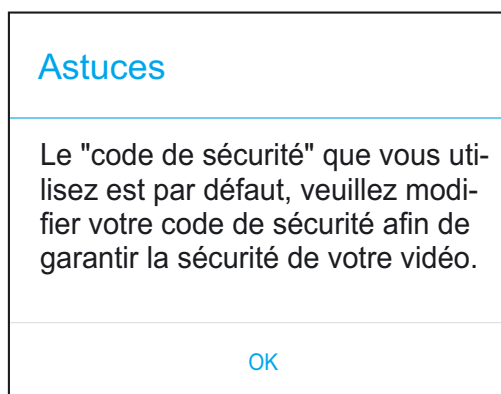 Astuces
Le "code de sécurité" que vous uti-
lisez est par défaut, veuillez modi-
fier votre code de sécurité afin de
garantir la sécurité de votre vidéo.
OK